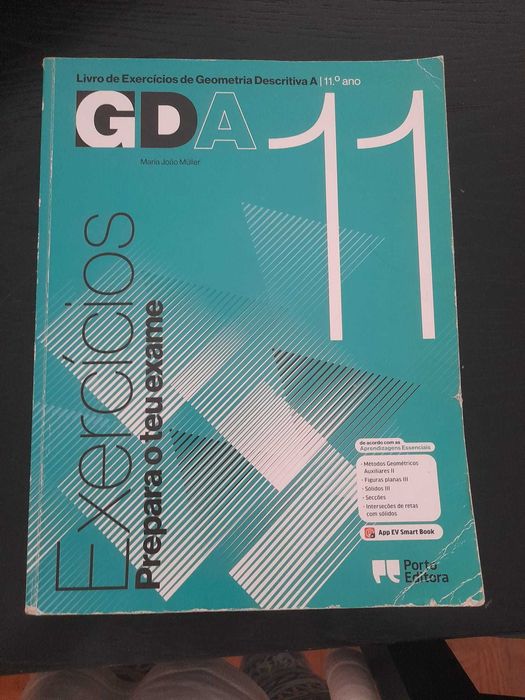 Livro de Exercícios de Geometria Descritiva A | 11.º ano
GDA 11
Maria João Müller
Exercícios
Prepara o teu exame
de acordo com as
Aprendizagens Essenciais
• Métodos Geométricos
Auxiliares II
• Figuras planas III
• Sólidos III
• Secções
• Interseções de retas
com sólidos
App EV Smart Book
Porto
Editora